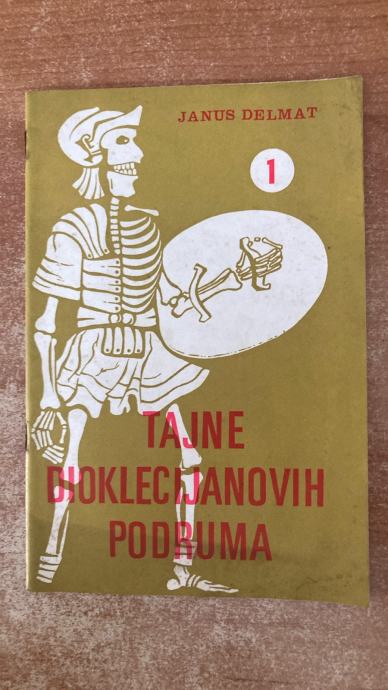 JANUS DELMAT
1
TAJNE
DIOKLECIJANOVIH
PODRUMA